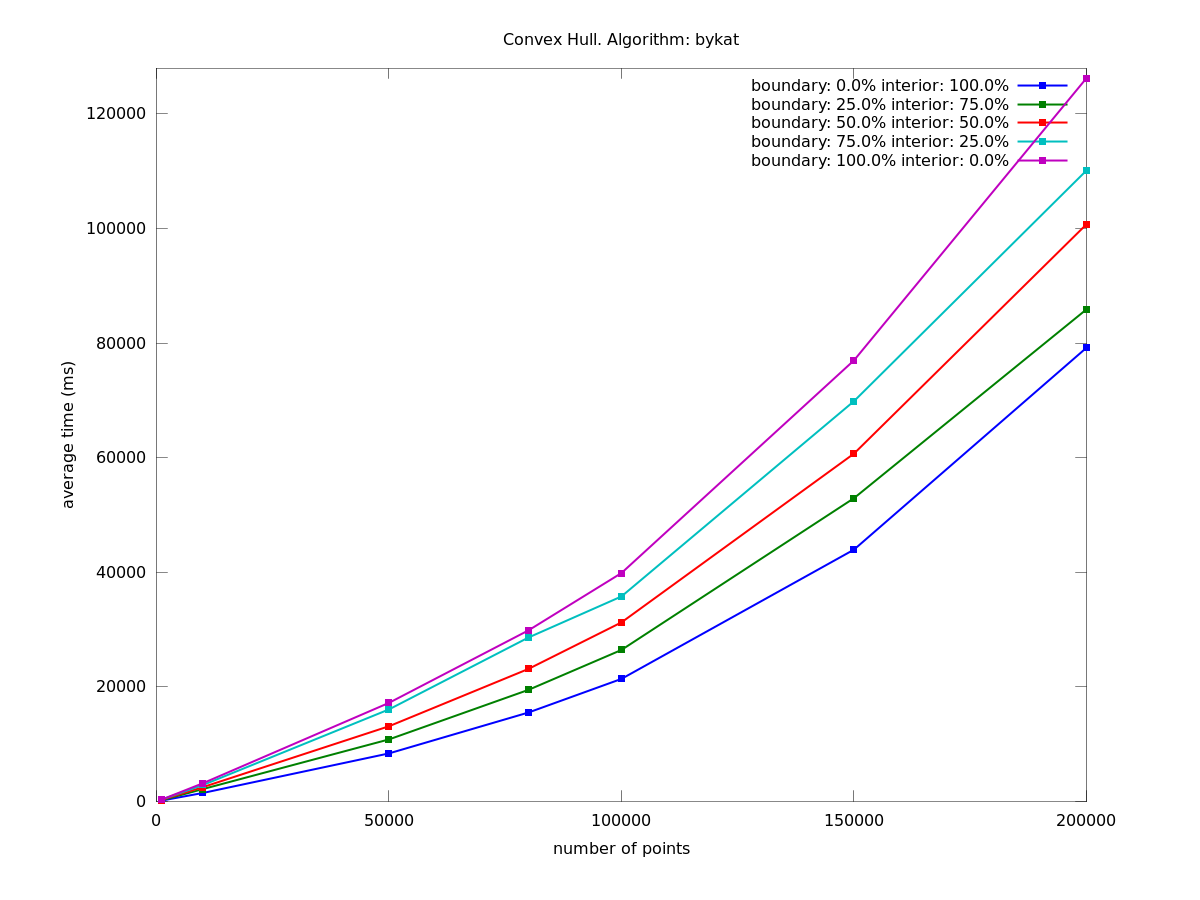 Convex Hull. Algorithm: bykat
boundary: 0.0% interior: 100.0%
boundary: 25.0% interior: 75.0%
boundary: 50.0% interior: 50.0%
boundary: 75.0% interior: 25.0%
boundary: 100.0% interior: 0.0%
120000
100000
80000
60000
40000
20000
0
average time (ms)
0 50000 100000 150000 200000
number of points